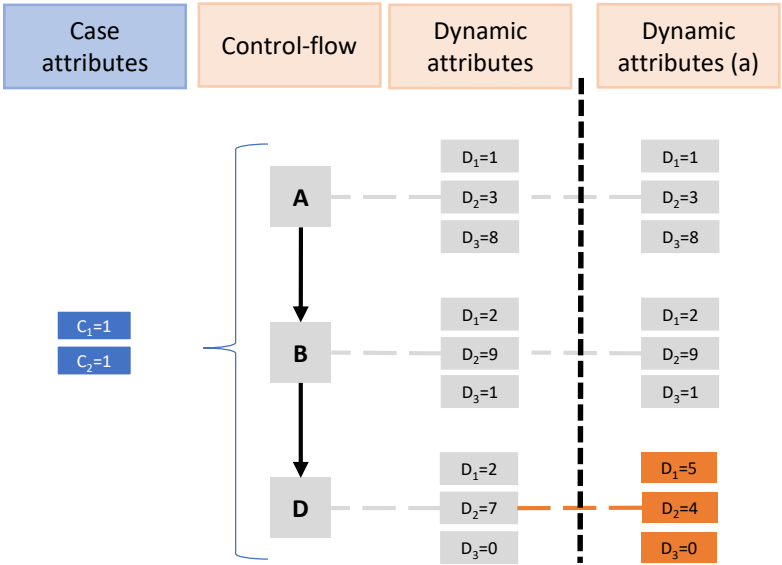 Case
attributes
Control-flow
Dynamic
attributes
Dynamic
attributes (a)
D₁=1
D₁=1
A
D₂=3
D₂=3
D₃=8
D₃=8
C₁=1
C₂=1
D₁=2
D₁=2
B
D₂=9
D₂=9
D₃=1
D₃=1
D₁=2
D₁=5
D
D₂=7
D₂=4
D₃=0
D₃=0